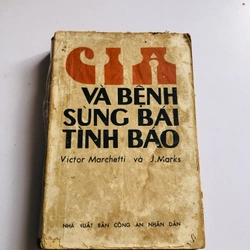 CIA
VÀ BỆNH
SÙNG BÁI
TÌNH BÁO
Victor Marchetti và J.Marks
NHÀ XUẤT BẢN CÔNG AN NHÂN DÂN